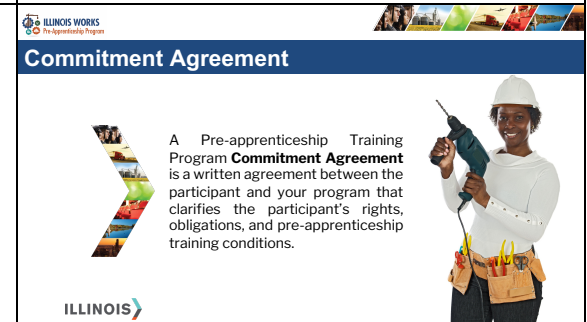 ILLINOIS WORKS
Pre-Apprenticeship Program
Commitment Agreement
A Pre-apprenticeship Training
Program Commitment Agreement
is a written agreement between the
participant and your program that
clarifies the participant's rights,
obligations, and pre-apprenticeship
training conditions.
ILLINOIS